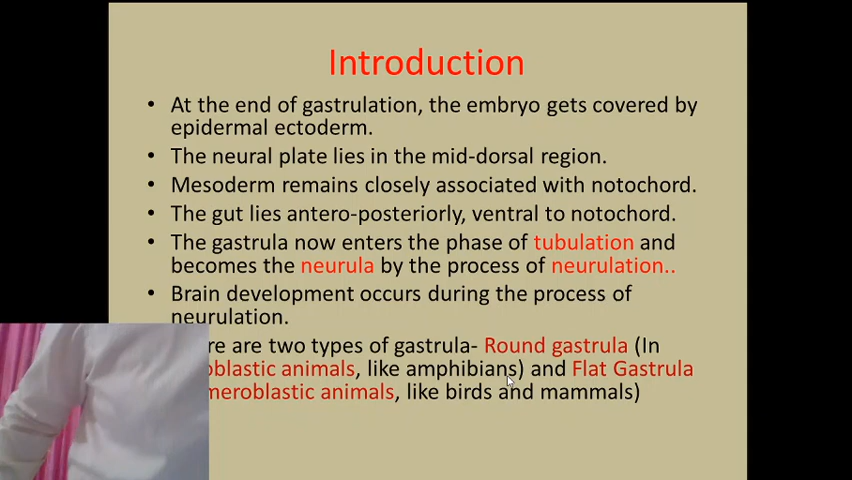 Introduction
• At the end of gastrulation, the embryo gets covered by
epidermal ectoderm.
• The neural plate lies in the mid-dorsal region.
• Mesoderm remains closely associated with notochord.
• The gut lies antero-posteriorly, ventral to notochord.
• The gastrula now enters the phase of tubulation and
becomes the neurula by the process of neurulation..
• Brain development occurs during the process of
neurulation.
are two types of gastrula- Round gastrula (In
animals, like amphibians) and Flat Gastrula
meroblastic animals, like birds and mammals)